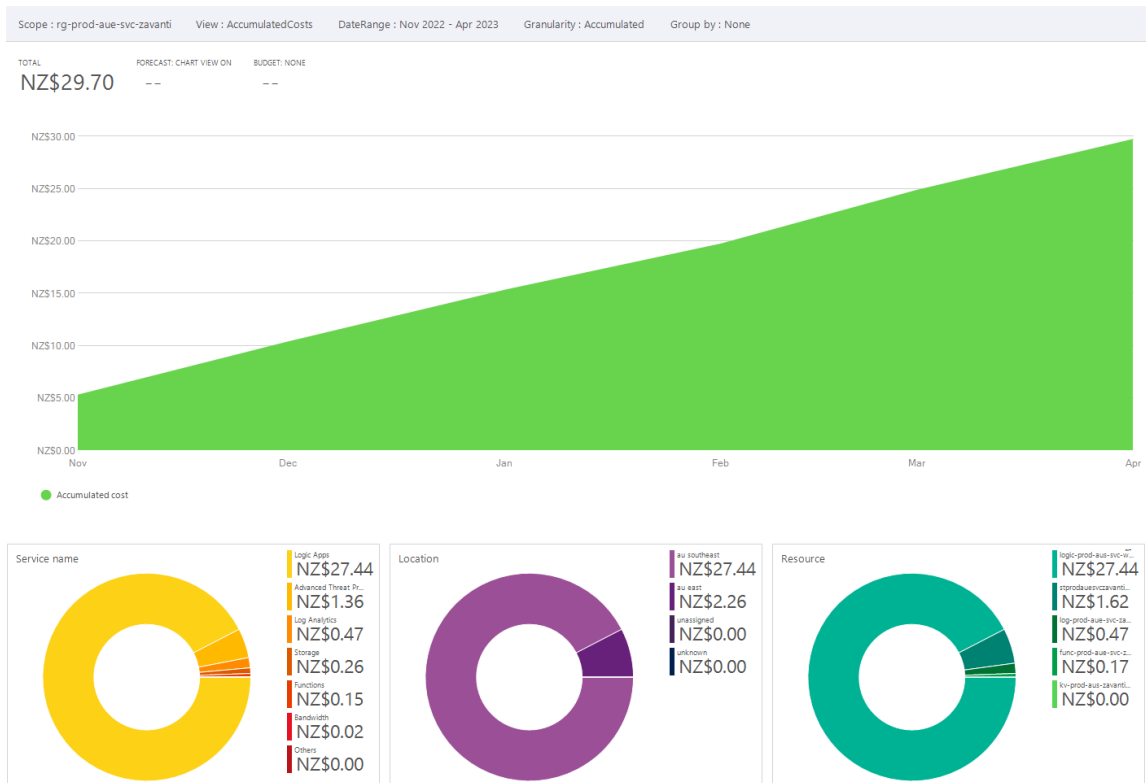 Scope : rg-prod-aue-svc-zavanti View : AccumulatedCosts DateRange : Nov 2022 - Apr 2023 Granularity : Accumulated Group by : None
TOTAL FORECAST: CHART VIEW ON BUDGET: NONE
NZ$29.70 -- --
NZ$30.00
NZ$25.00
NZ$20.00
NZ$15.00
NZ$10.00
NZ$5.00
NZ$0.00
Nov Dec Jan Feb Mar Apr
Accumulated cost
Service name
Logic Apps
NZ$27.44
Advanced Threat Pr...
NZ$1.36
Log Analytics
NZ$0.47
Storage
NZ$0.26
Functions
NZ$0.15
Bandwidth
NZ$0.02
Others
NZ$0.00
Location
au southeast
NZ$27.44
au east
NZ$2.26
unassigned
NZ$0.00
unknown
NZ$0.00
Resource
logic-prod-aus-svc-w...
NZ$27.44
stprodauesvczavanti...
NZ$1.62
log-prod-aue-svc-za...
NZ$0.47
func-prod-aue-svc-z...
NZ$0.17
kv-prod-aus-zavanti...
NZ$0.00